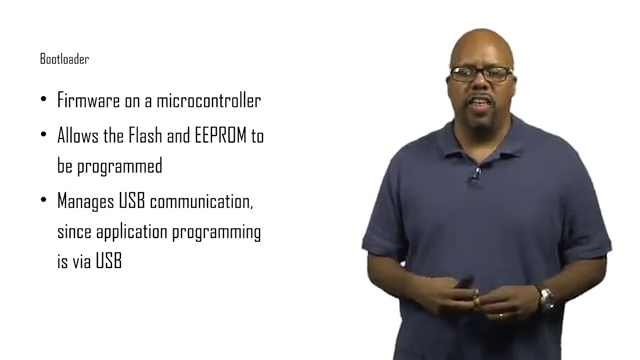 Bootloader
• Firmware on a microcontroller
• Allows the Flash and EEPROM to
be programmed
• Manages USB communication,
since application programming
is via USB